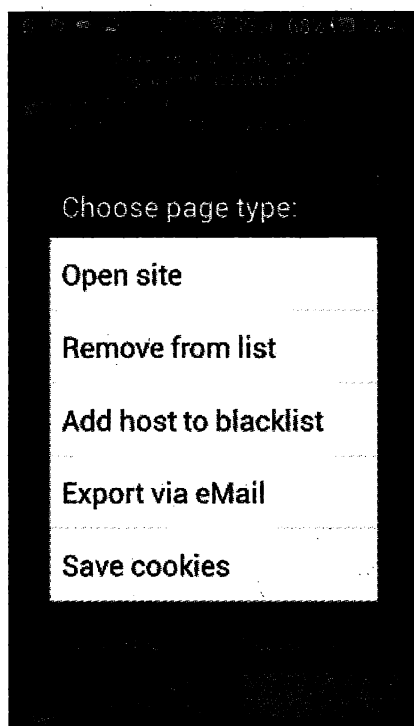 Choose page type:
Open site
Remove from list
Add host to blacklist
Export via eMail
Save cookies